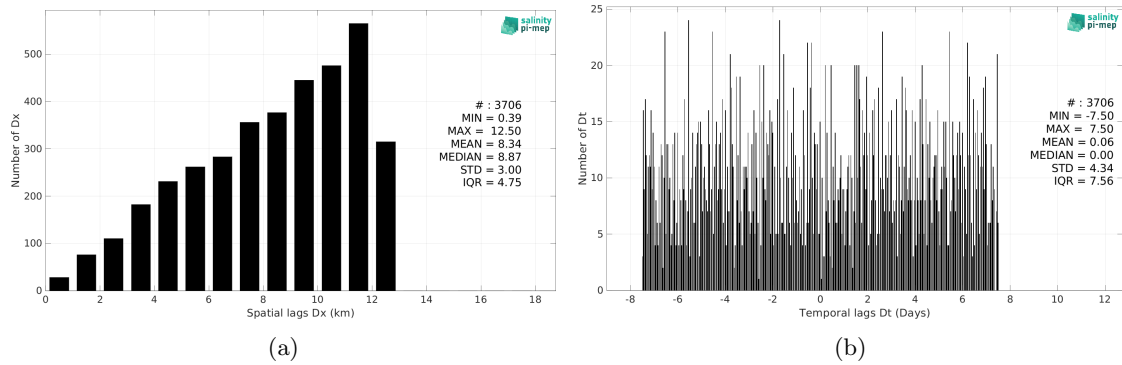 salinity
pi-mep
500
400
300
200
100
0
Number of Dx
# : 3706
MIN = 0.39
MAX = 12.50
MEAN = 8.34
MEDIAN = 8.87
STD = 3.00
IQR = 4.75
0 2 4 6 8 10 12 14 16 18
Spatial lags Dx (km)
(a)
salinity
pi-mep
25
20
15
10
5
0
Number of Dt
# : 3706
MIN = -7.50
MAX = 7.50
MEAN = 0.06
MEDIAN = 0.00
STD = 4.34
IQR = 7.56
-8 -6 -4 -2 0 2 4 6 8 10 12
Temporal lags Dt (Days)
(b)